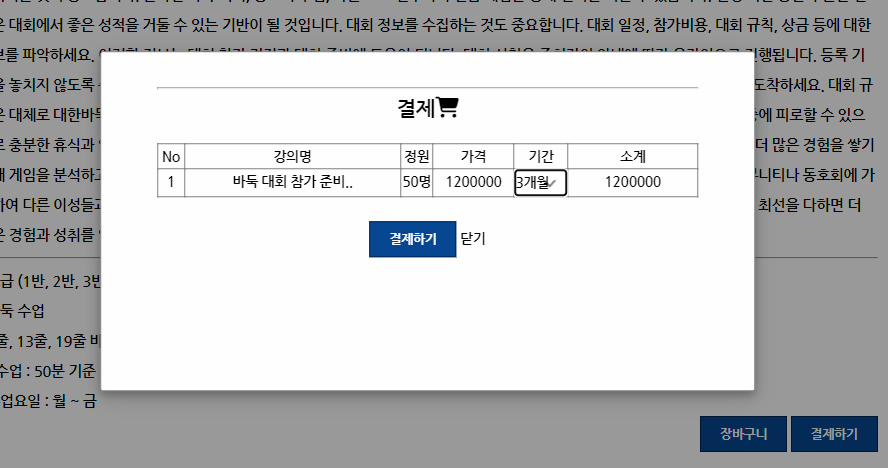 은 대회에서 좋은 성적을 거둘 수 있는 기반이 될 것입니다. 대회 정보를 수집하는 것도 중요합니다. 대회 일정, 참가비용, 대회 규칙, 상금 등에 대한
보를 파악하세요.
진행됩니다. 등록 기
을 놓치지 않도록
도착하세요. 대회 규
은 대체로 대한바둑
에 피로할 수 있으
로 충분한 휴식과
더 많은 경험을 쌓기
해 게임을 분석하고
뮤니티나 동호회에 가
하여 다른 이성들과
최선을 다하면 더
은 경험과 성취를
결제
No 강의명 정원 가격 기간 소계
1 바둑 대회 참가 준비.. 50명 1200000 3개월 1200000
결제하기 닫기
급 (1반, 2반, 3반
둑 수업
줄, 13줄, 19줄 바
수업 : 50분 기준
업요일 : 월 ~ 금
장바구니 결제하기